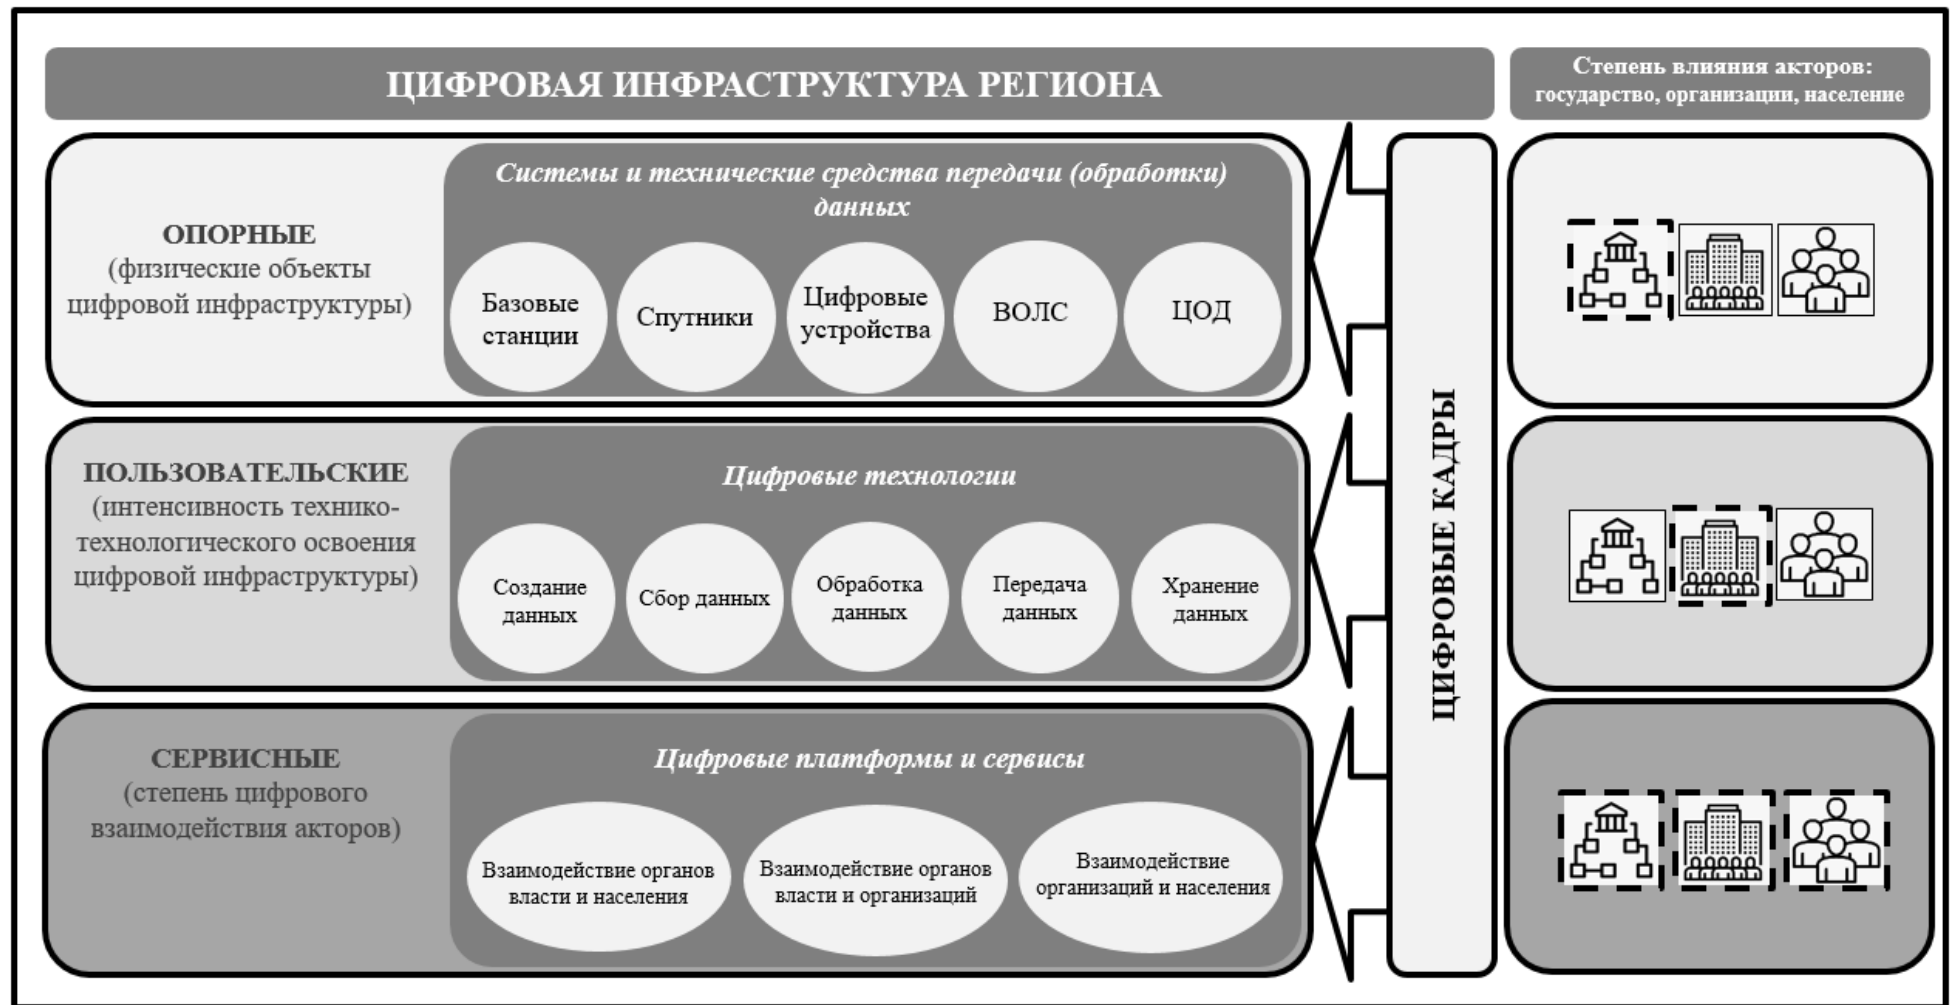 ЦИФРОВАЯ ИНФРАСТРУКТУРА РЕГИОНА
Степень влияния акторов:
государство, организации, население
ОПОРНЫЕ
(физические объекты
цифровой инфраструктуры)
Системы и технические средства передачи (обработки)
данных
Базовые
станции
Спутники
Цифровые
устройства
ВОЛС
ЦОД
ПОЛЬЗОВАТЕЛЬСКИЕ
(интенсивность технико-
технологического освоения
цифровой инфраструктуры)
Цифровые технологии
Создание
данных
Сбор данных
Обработка
данных
Передача
данных
Хранение
данных
СЕРВИСНЫЕ
(степень цифрового
взаимодействия акторов)
Цифровые платформы и сервисы
Взаимодействие органов
власти и населения
Взаимодействие органов
власти и организаций
Взаимодействие
организаций и населения
ЦИФРОВЫЕ КАДРЫ